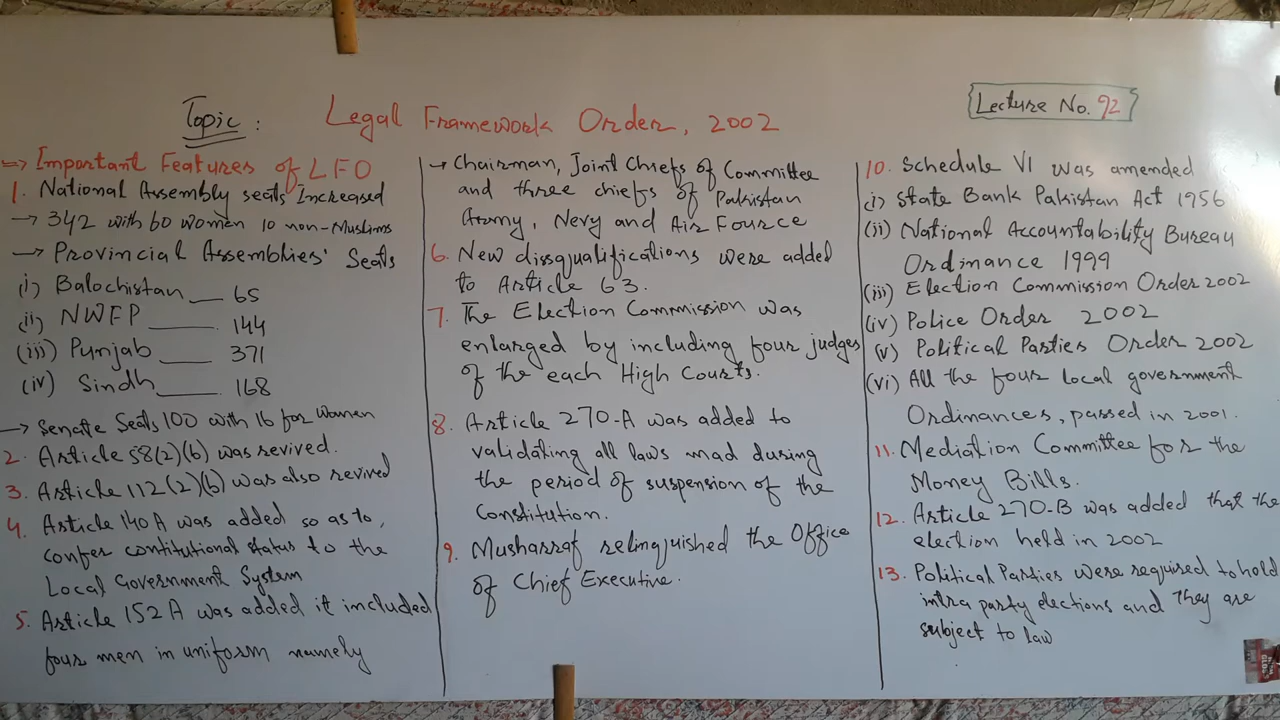 Topic: Legal Framework Order, 2002
Lecture No. 92
→ Important Features of LFO
1. National Assembly seats Increased
→ 342 with 60 women 10 non-Muslims
→ Provincial Assemblies' Seats
(i) Balochistan — 65
(ii) NWFP — 144
(iii) Punjab — 371
(iv) Sindh — 168
→ Senatte Seats 100 with 16 for women
2. Article 58(2)(b) was revived.
3. Article 112(2)(b) was also revived
4. Article 140A was added so as to,
confer contitutional status to the
Local Government System
5. Article 152A was added it included
four men in uniform namely
→ Chairman, Joint Chiefs of Committee
and three chiefs of Pakistan
Army, Nevy and Air Fource
6. New dissqualifications were added
to Article 63.
7. The Election Commission was
enlarged by including four judges
of the each High Courts.
8. Article 270-A was added to
validating all laws mad during
the period of suspension of the
Constitution.
9. Musharraf relinguished the Office
of Chief Executive.
10. Schedule VI was amended
(i) State Bank Pakistan Act 1956
(ii) National Accountability Bureau
Ordinance 1999
(iii) Election Commission Order 2002
(iv) Police Order 2002
(v) Political Parties Order 2002
(vi) All the four local government
Ordinances, passed in 2001.
11. Mediation Committee for the
Money Bills.
12. Article 270-B was added that the
election held in 2002
13. Political Parties were required to hold
intra party elections and They are
subject to law